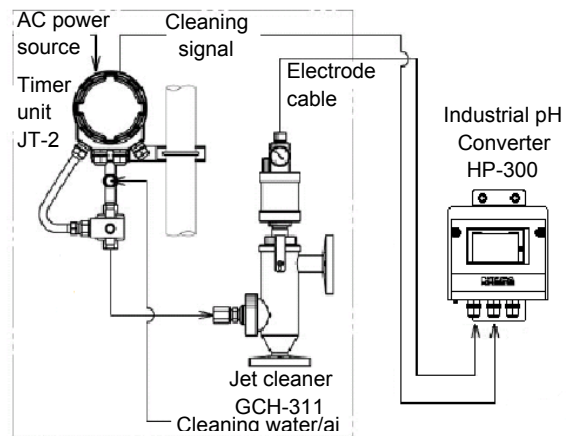 AC power
source
Cleaning
signal
Timer
unit
JT-2
Electrode
cable
Industrial pH
Converter
HP-300
Jet cleaner
GCH-311
Cleaning water/ai